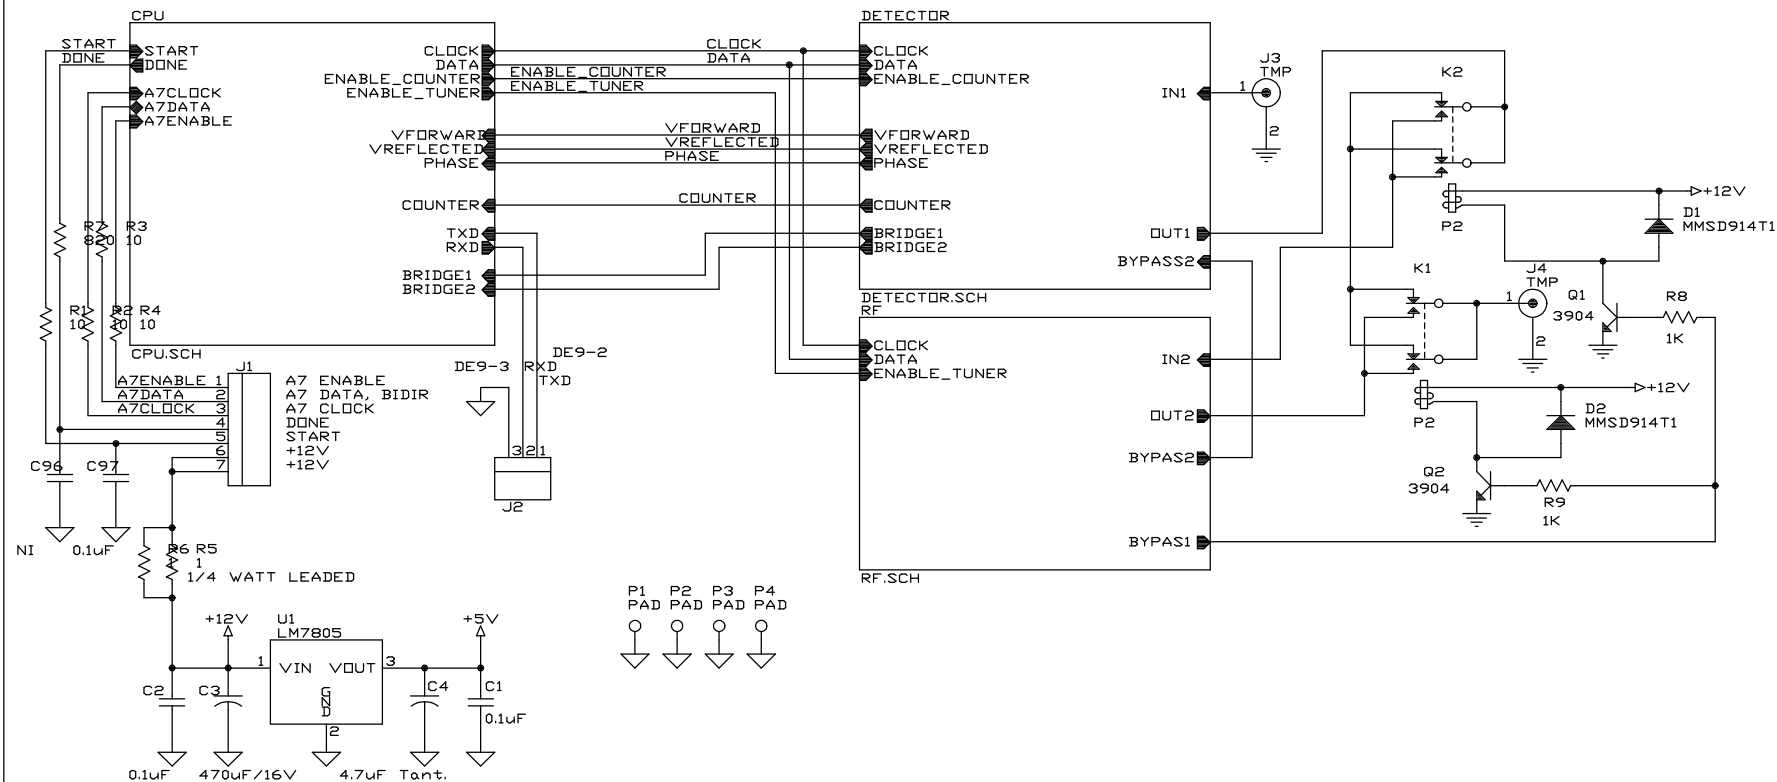 CPU
START
DONE
START
DONE
A7CLOCK
A7DATA
A7ENABLE
CLOCK
DATA
ENABLE_COUNTER
ENABLE_TUNER
VFORWARD
VREFLECTED
PHASE
COUNTER
TXD
RXD
BRIDGE1
BRIDGE2
CLOCK
DATA
ENABLE_COUNTER
ENABLE_TUNER
VFORWARD
VREFLECTED
PHASE
COUNTER
DETECTOR
CLOCK
DATA
ENABLE_COUNTER
VFORWARD
VREFLECTED
PHASE
COUNTER
BRIDGE1
BRIDGE2
IN1
OUT1
BYPASS2
DETECTOR.SCH
J3
TMP
1
2
K2
P2
+12V
D1
MMSD914T1
K1
J4
TMP
1
2
Q1
3904
R8
1K
P2
+12V
D2
MMSD914T1
Q2
3904
R9
1K
RF
CLOCK
DATA
ENABLE_TUNER
IN2
OUT2
BYPAS2
BYPAS1
RF.SCH
R7
820
R3
10
R1
10
R2
10
R4
10
CPU.SCH
DE9-3
RXD
DE9-2
TXD
3 2 1
J2
J1
A7ENABLE 1 A7 ENABLE
A7DATA 2 A7 DATA, BIDIR
A7CLOCK 3 A7 CLOCK
4 DONE
5 START
6 +12V
7 +12V
C96
NI
C97
0.1uF
R6
1
R5
1
1/4 WATT LEADED
+12V
U1
LM7805
1 VIN VOUT 3
GND
2
+5V
C2
0.1uF
C3
470uF/16V
C4
4.7uF Tant.
C1
0.1uF
P1 P2 P3 P4
PAD PAD PAD PAD